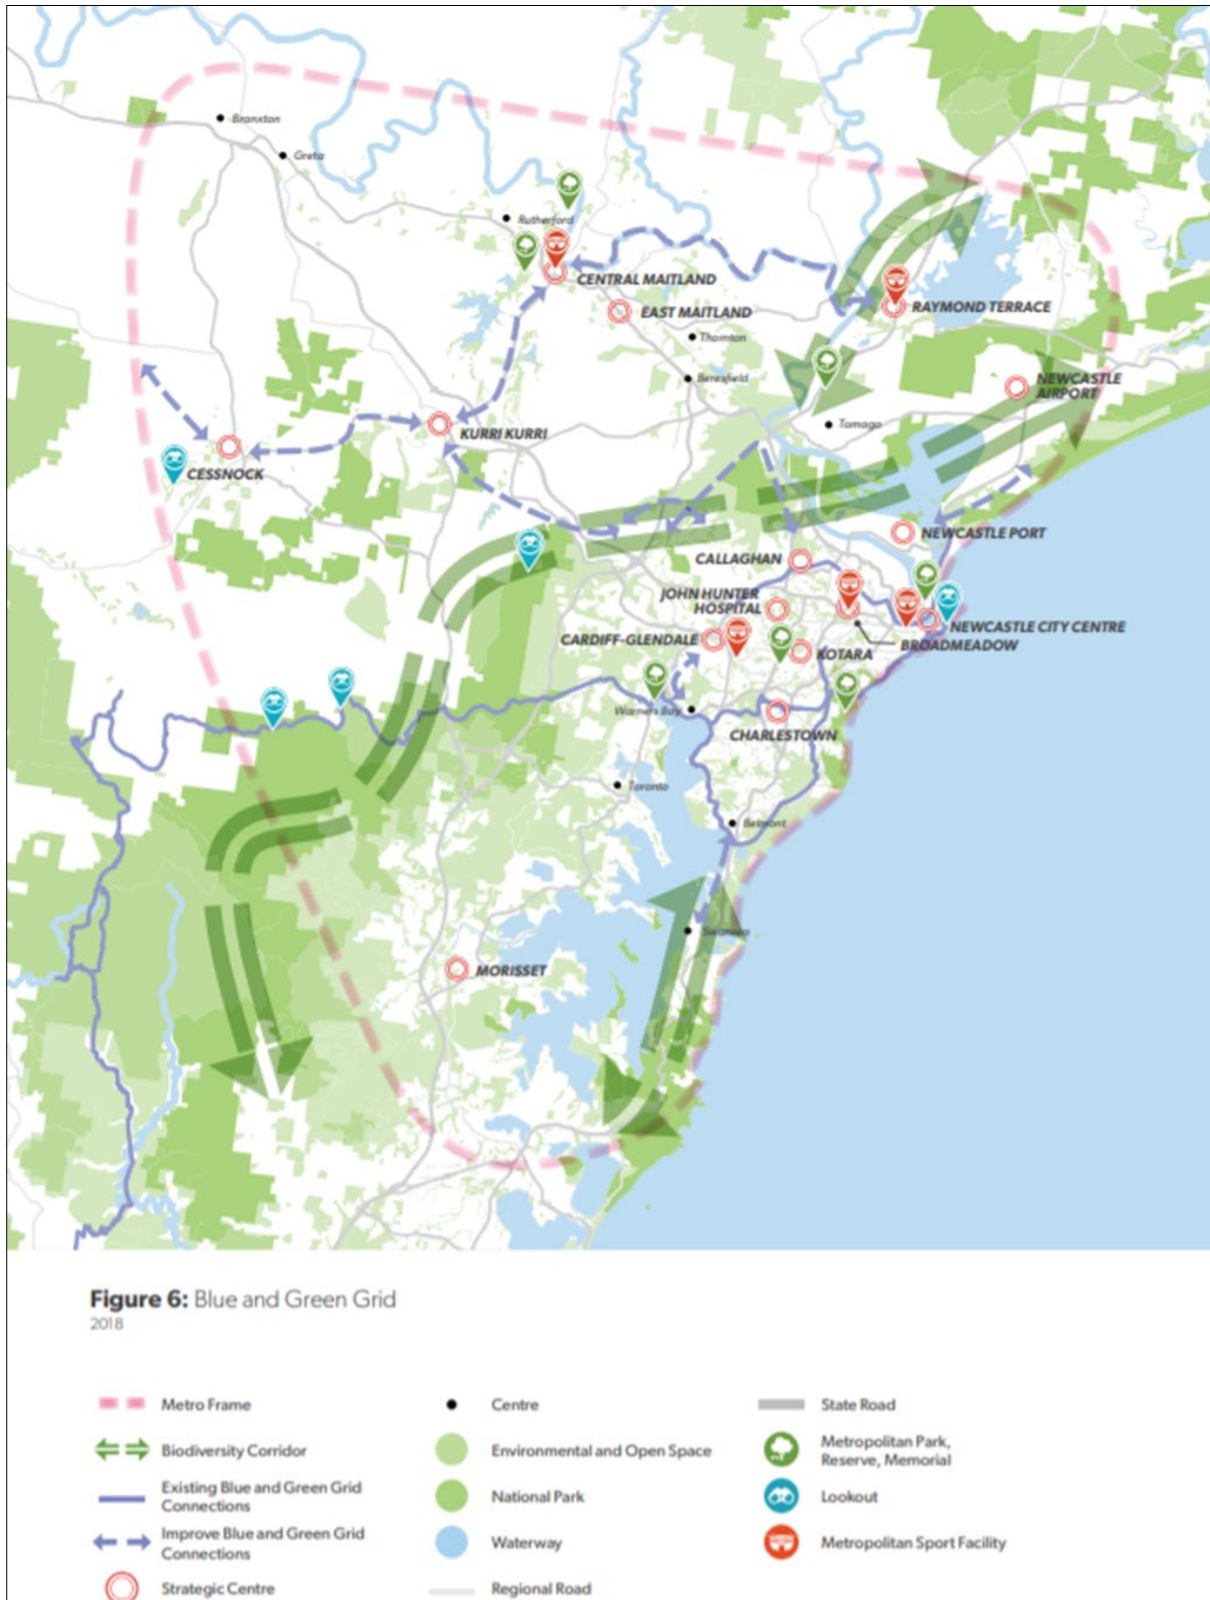 Branxton
Greta
Rutherford
CENTRAL MAITLAND
EAST MAITLAND
RAYMOND TERRACE
Thornton
Beresfield
NEWCASTLE
AIRPORT
Tomago
KURRI KURRI
CESSNOCK
NEWCASTLE PORT
CALLAGHAN
JOHN HUNTER
HOSPITAL
NEWCASTLE CITY CENTRE
CARDIFF-GLENDALE
BROADMEADOW
KOTARA
Warners Bay
CHARLESTOWN
Toronto
Belmont
Swansea
MORISSET
Figure 6: Blue and Green Grid
2018
Metro Frame
Biodiversity Corridor
Existing Blue and Green Grid
Connections
Improve Blue and Green Grid
Connections
Strategic Centre
Centre
Environmental and Open Space
National Park
Waterway
Regional Road
State Road
Metropolitan Park,
Reserve, Memorial
Lookout
Metropolitan Sport Facility